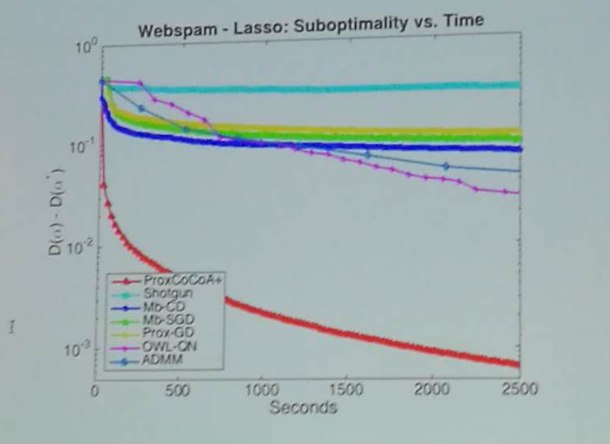 Webspam - Lasso: Suboptimality vs. Time
D(α) - D(α*)
10^0
10^-1
10^-2
10^-3
ProxCoCoA+
Shotgun
Mb-CD
Mb-SGD
Prox-GD
OWL-QN
ADMM
0 500 1000 1500 2000 2500
Seconds